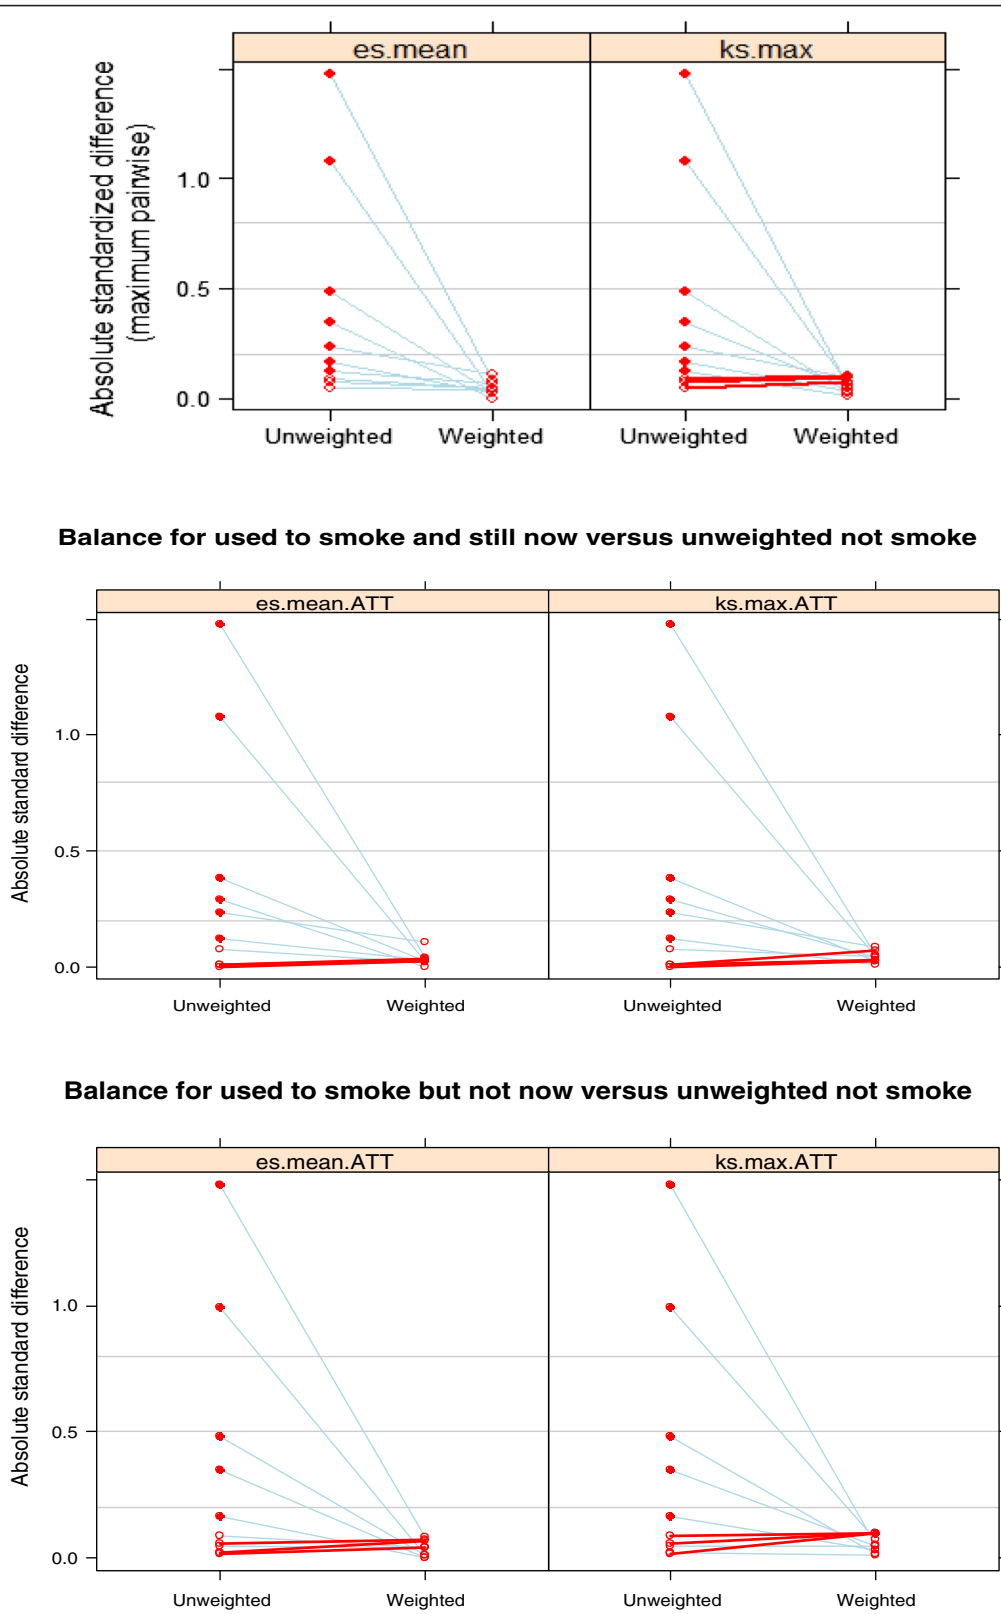 es.mean ks.max
Absolute standardized difference
(maximum pairwise)
1.0
0.5
0.0
Unweighted Weighted Unweighted Weighted
Balance for used to smoke and still now versus unweighted not smoke
es.mean.ATT ks.max.ATT
Absolute standard difference
1.0
0.5
0.0
Unweighted Weighted Unweighted Weighted
Balance for used to smoke but not now versus unweighted not smoke
es.mean.ATT ks.max.ATT
Absolute standard difference
1.0
0.5
0.0
Unweighted Weighted Unweighted Weighted